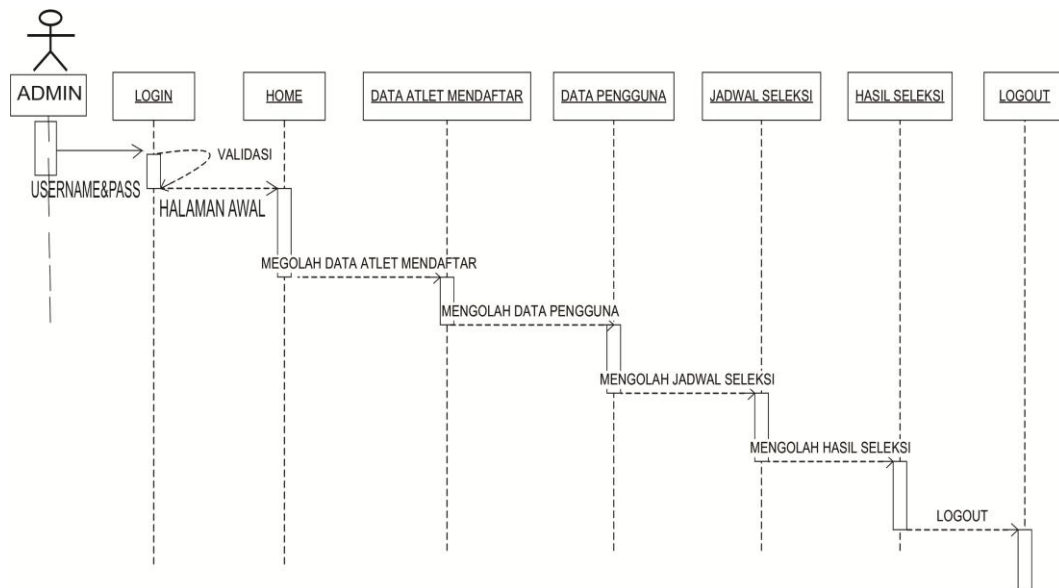 ADMIN
LOGIN
HOME
DATA ATLET MENDAFTAR
DATA PENGGUNA
JADWAL SELEKSI
HASIL SELEKSI
LOGOUT
VALIDASI
USERNAME&PASS
HALAMAN AWAL
MEGOLAH DATA ATLET MENDAFTAR
MENGOLAH DATA PENGGUNA
MENGOLAH JADWAL SELEKSI
MENGOLAH HASIL SELEKSI
LOGOUT